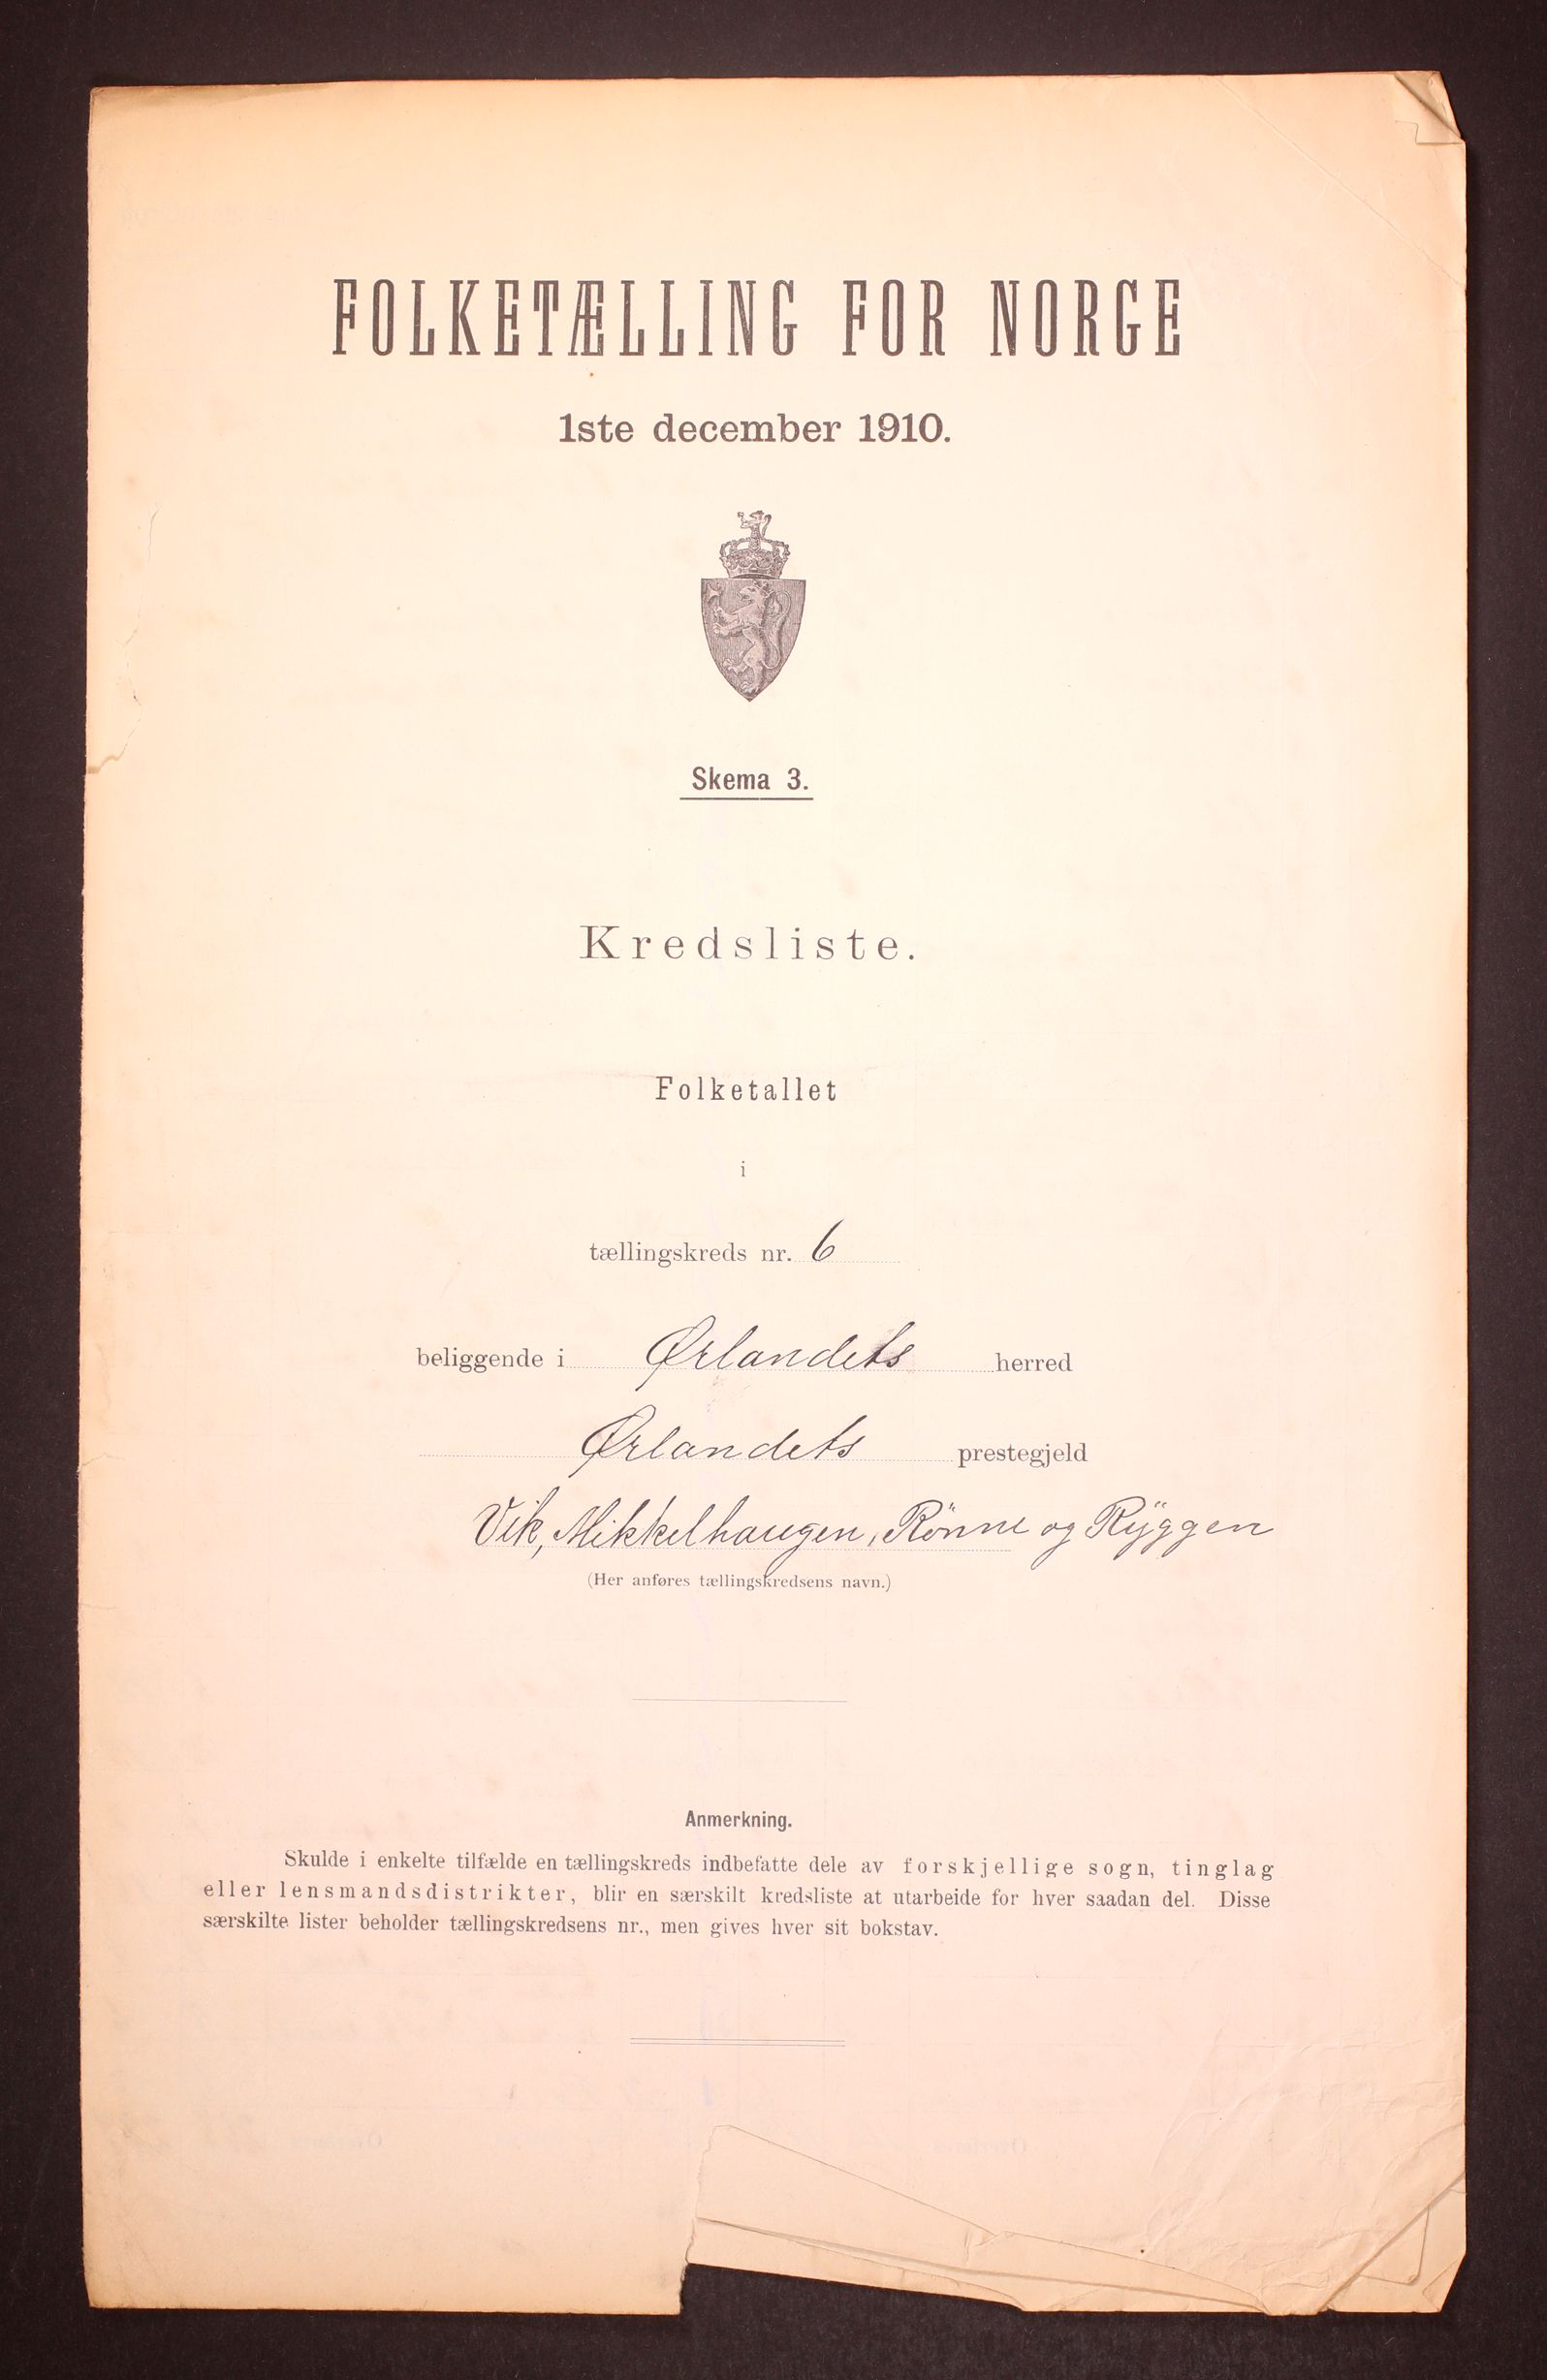 FOLKETÆLLING FOR NORGE
1ste december 1910.
Skema 3.
Kredsliste.
Folketallet
i
tællingskreds nr. 6
beliggende i Ørlandets herred
Ørlandets prestegjeld
Vik, Mikkelhaugen, Rönne og Rÿggen
(Her anføres tællingskredsens navn.)
Anmerkning.
Skulde i enkelte tilfælde en tællingskreds indbefatte dele av forskjellige sogn, tinglag
eller lensmandsdistrikter, blir en særskilt kredsliste at utarbeide for hver saadan del. Disse
særskilte lister beholder tællingskredsens nr., men gives hver sit bokstav.